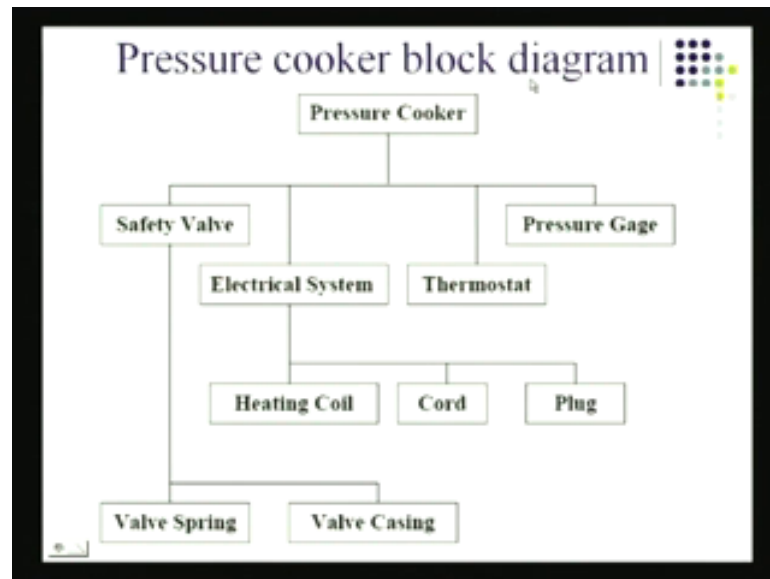 Pressure cooker block diagram
Pressure Cooker
Safety Valve
Pressure Gage
Electrical System
Thermostat
Heating Coil
Cord
Plug
Valve Spring
Valve Casing